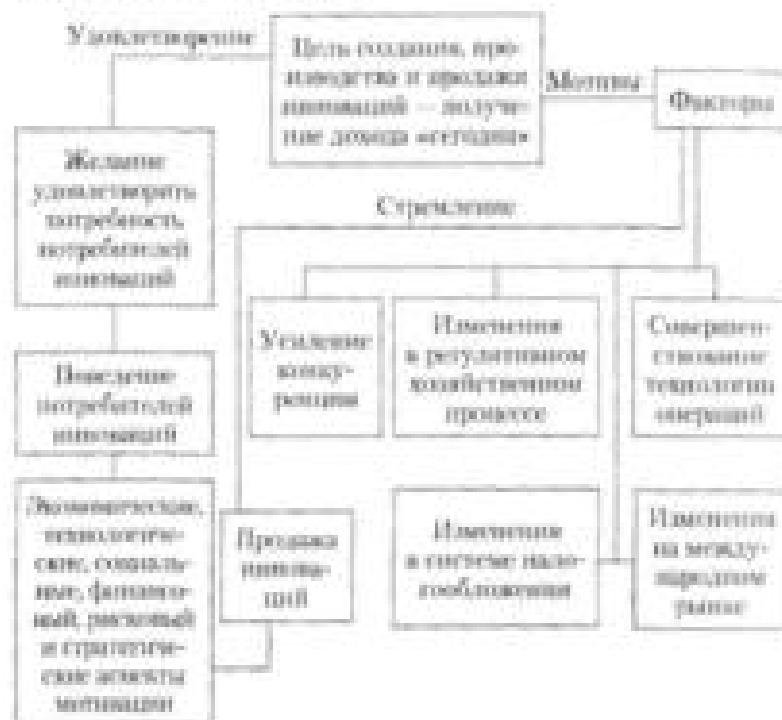 Удовлетворение
Цель создания, про-
изводства и продажи
инноваций – получе-
ние дохода «сегодня»
Мотивы
Факторы
Желание
удовлетворить
потребность
потребителей
инноваций
Стремление
Усиление
конку-
ренции
Изменения
в регулятивном
хозяйственном
процессе
Совершен-
ствование
технологии
операций
Поведение
потребителей
инноваций
Экономические,
технологиче-
ские, социаль-
ные, финансо-
вый, рисковый
и стратегиче-
ские аспекты
мотивации
Продажа
иннова-
ций
Изменения
в системе нало-
гообложения
Изменения
на между-
народном
рынке